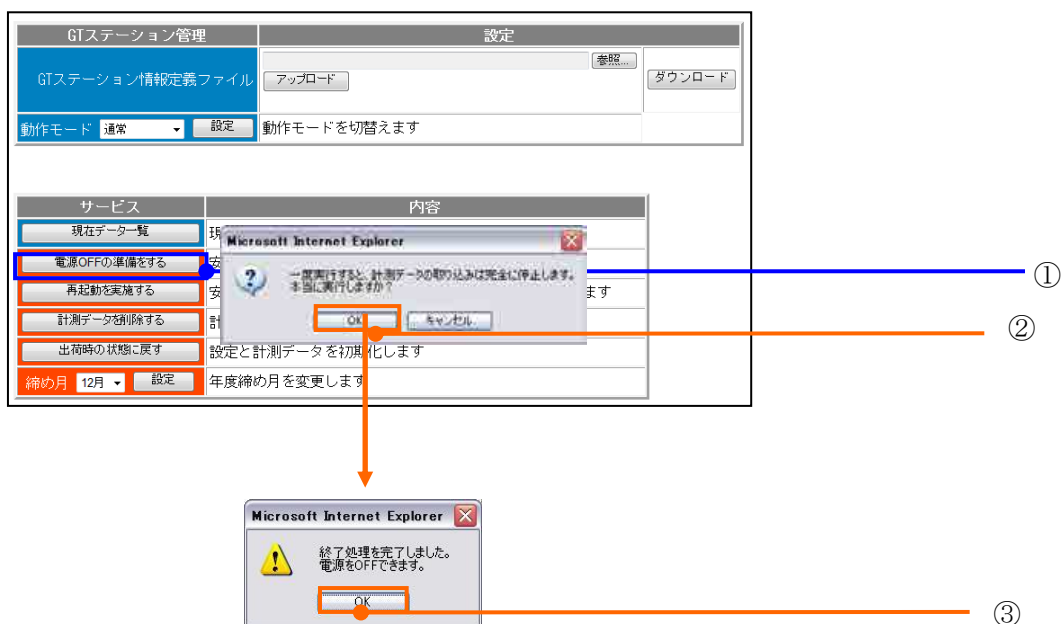 GTステーション管理 設定
GTステーション情報定義ファイル 参照... アップロード ダウンロード
動作モード 通常 設定 動作モードを切替えます
サービス 内容
現在データ一覧 現
電源OFFの準備をする 安
再起動を実施する 安 ます
計測データを削除する 計
出荷時の状態に戻す 設定と計測データを初期化します
締め月 12月 設定 年度締め月を変更します
Microsoft Internet Explorer
一度実行すると、計測データの取り込みは完全に停止します。
本当に実行しますか?
OK キャンセル
①
②
Microsoft Internet Explorer
終了処理を完了しました。
電源をOFFできます。
OK
③